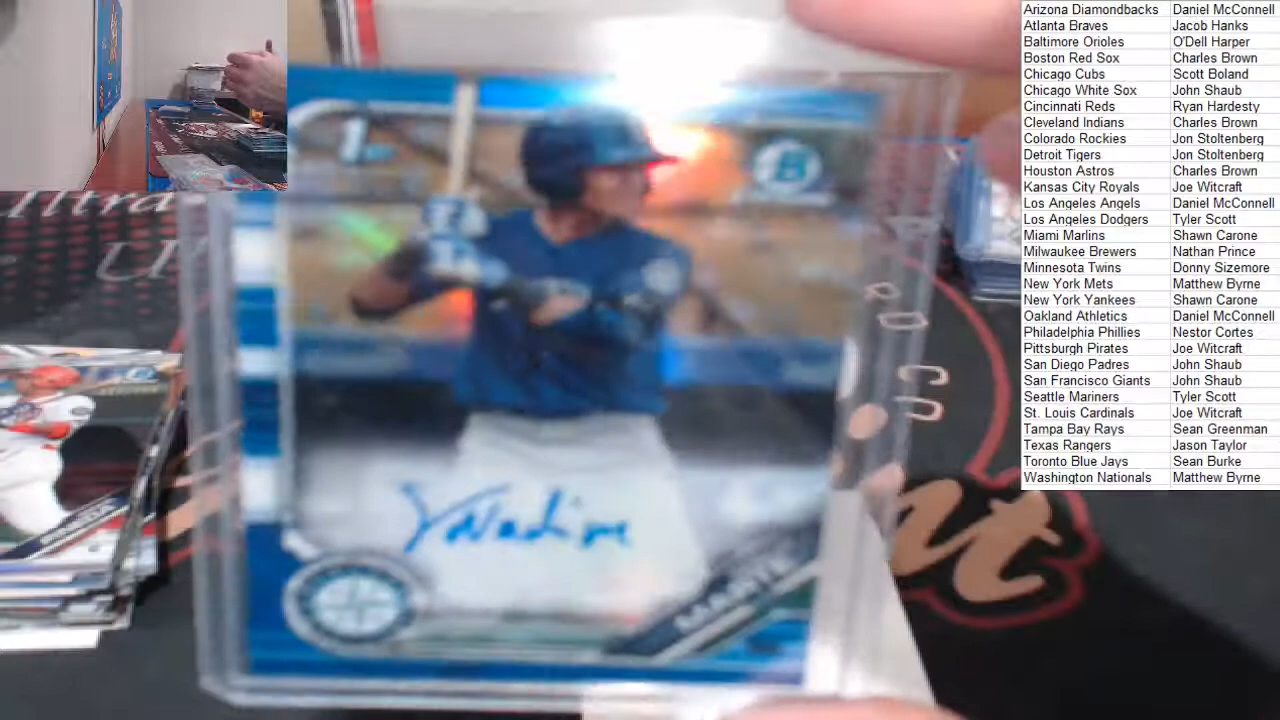 Arizona Diamondbacks Daniel McConnell
Atlanta Braves Jacob Hanks
Baltimore Orioles O'Dell Harper
Boston Red Sox Charles Brown
Chicago Cubs Scott Boland
Chicago White Sox John Shaub
Cincinnati Reds Ryan Hardesty
Cleveland Indians Charles Brown
Colorado Rockies Jon Stoltenberg
Detroit Tigers Jon Stoltenberg
Houston Astros Charles Brown
Kansas City Royals Joe Witcraft
Los Angeles Angels Daniel McConnell
Los Angeles Dodgers Tyler Scott
Miami Marlins Shawn Carone
Milwaukee Brewers Nathan Prince
Minnesota Twins Donny Sizemore
New York Mets Matthew Byrne
New York Yankees Shawn Carone
Oakland Athletics Daniel McConnell
Philadelphia Phillies Nestor Cortes
Pittsburgh Pirates Joe Witcraft
San Diego Padres John Shaub
San Francisco Giants John Shaub
Seattle Mariners Tyler Scott
St. Louis Cardinals Joe Witcraft
Tampa Bay Rays Sean Greenman
Texas Rangers Jason Taylor
Toronto Blue Jays Sean Burke
Washington Nationals Matthew Byrne
1st
B